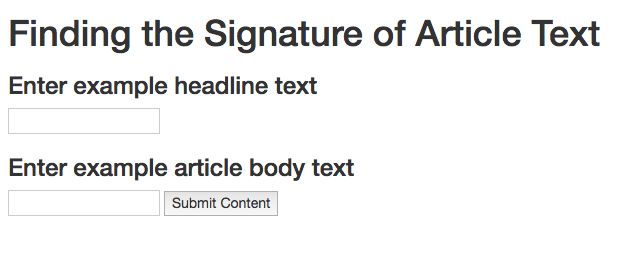 Finding the Signature of Article Text
Enter example headline text
Enter example article body text
Submit Content